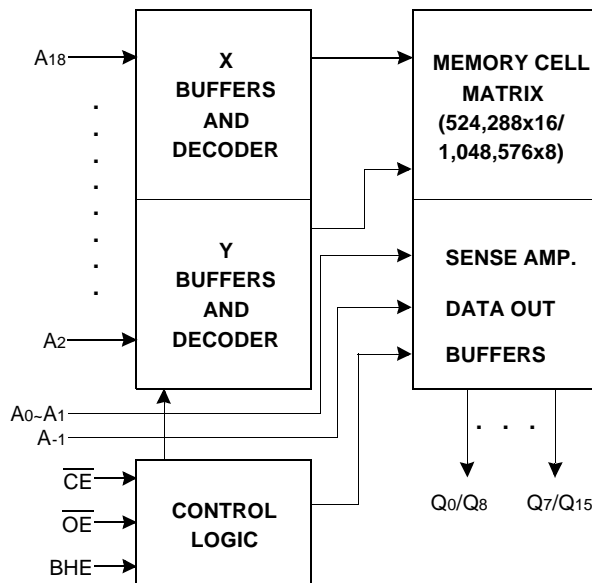 A18
A2
X
BUFFERS
AND
DECODER
Y
BUFFERS
AND
DECODER
MEMORY CELL
MATRIX
(524,288x16/
1,048,576x8)
SENSE AMP.
DATA OUT
BUFFERS
A0~A1
A-1
CE
OE
BHE
CONTROL
LOGIC
Q0/Q8
Q7/Q15